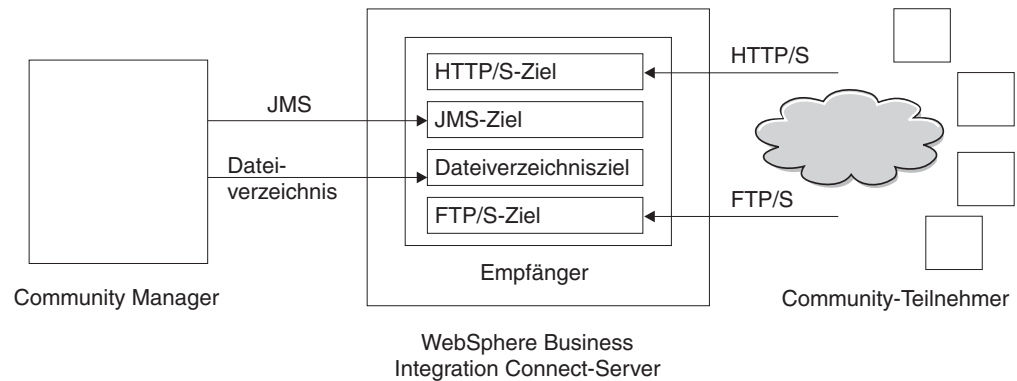 HTTP/S-Ziel
HTTP/S
JMS
JMS-Ziel
Datei-
verzeichnis
Dateiverzeichnisziel
FTP/S-Ziel
FTP/S
Empfänger
Community Manager
Community-Teilnehmer
WebSphere Business
Integration Connect-Server